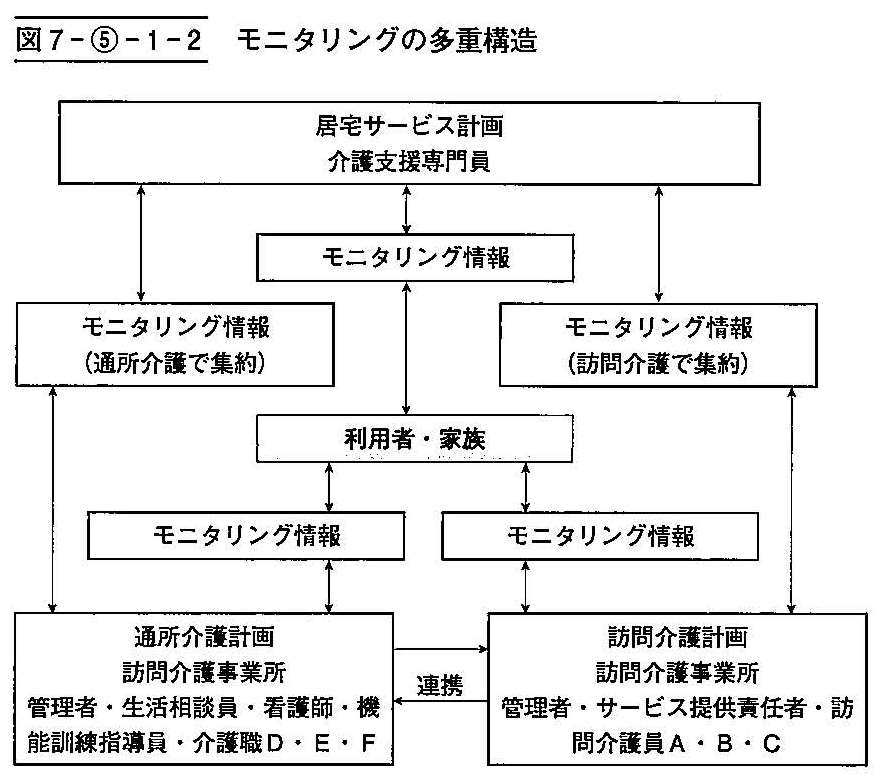 図7-⑤-1-2 モニタリングの多重構造
居宅サービス計画
介護支援専門員
モニタリング情報
モニタリング情報
(通所介護で集約)
モニタリング情報
(訪問介護で集約)
利用者・家族
モニタリング情報
モニタリング情報
通所介護計画
訪問介護事業所
管理者・生活相談員・看護師・機
能訓練指導員・介護職D・E・F
連携
訪問介護計画
訪問介護事業所
管理者・サービス提供責任者・訪
問介護員A・B・C